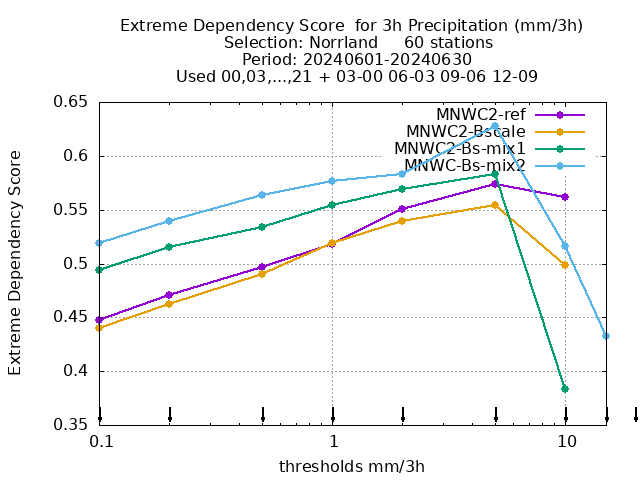 Extreme Dependency Score  for 3h Precipitation (mm/3h)
Selection: Norrland     60 stations
Period: 20240601-20240630
Used 00,03,...,21 + 03-00 06-03 09-06 12-09
MNWC2-ref
MNWC2-Bscale
MNWC2-Bs-mix1
MNWC-Bs-mix2
Extreme Dependency Score
0.65
0.6
0.55
0.5
0.45
0.4
0.35
0.1
1
10
thresholds mm/3h